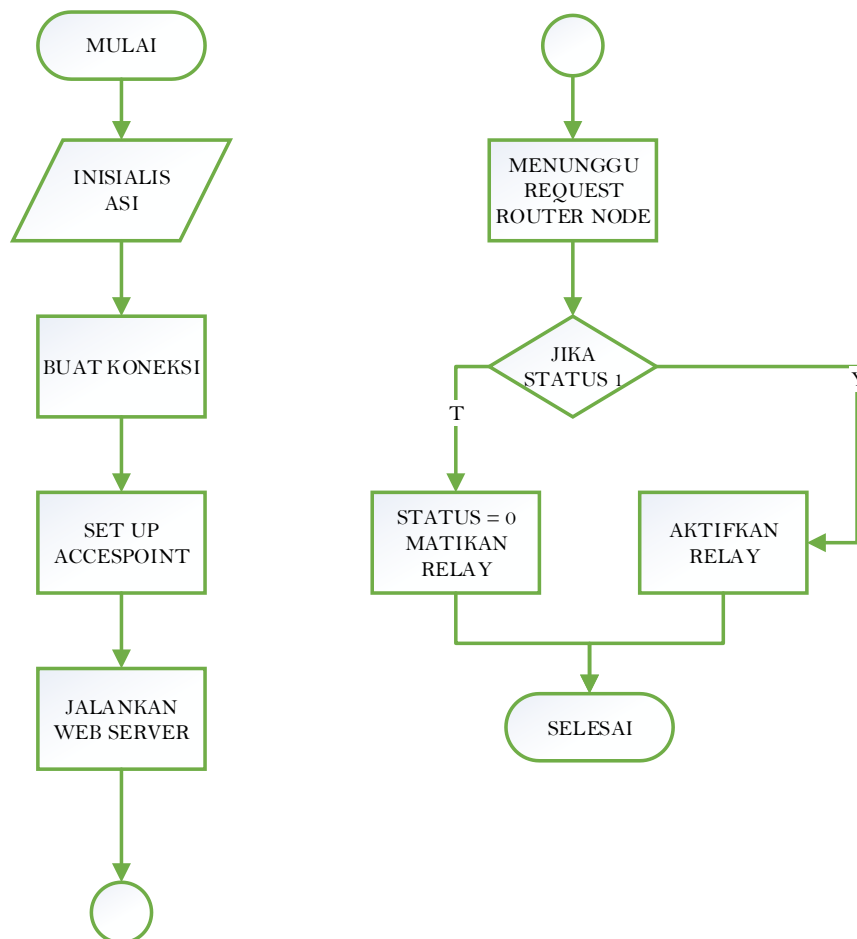 MULAI
INISIALIS
ASI
BUAT KONEKSI
SET UP
ACCESPOINT
JALANKAN
WEB SERVER
MENUNGGU
REQUEST
ROUTER NODE
JIKA
STATUS 1
T
Y
STATUS = 0
MATIKAN
RELAY
AKTIFKAN
RELAY
SELESAI